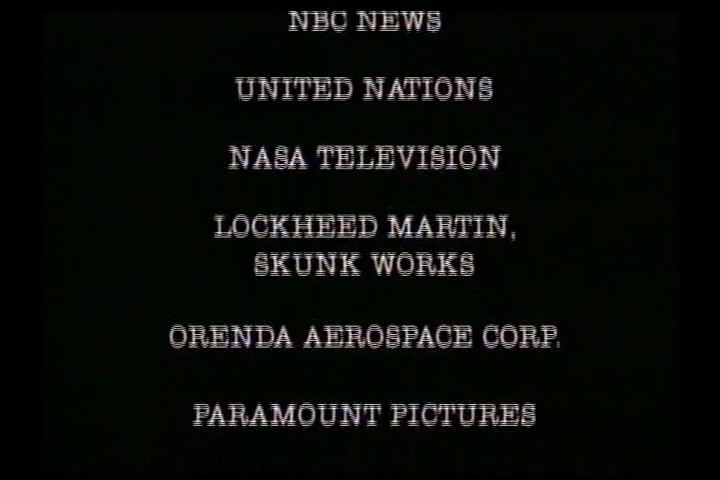 NBC NEWS
UNITED NATIONS
NASA TELEVISION
LOCKHEED MARTIN,
SKUNK WORKS
ORENDA AEROSPACE CORP.
PARAMOUNT PICTURES